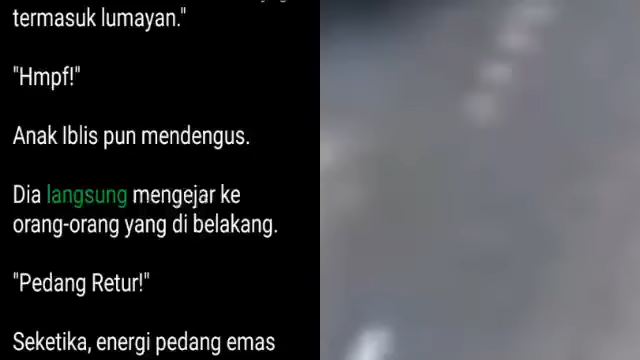 termasuk lumayan."
"Hmpf!"
Anak Iblis pun mendengus.
Dia langsung mengejar ke
orang-orang yang di belakang.
"Pedang Retur!"
Seketika, energi pedang emas